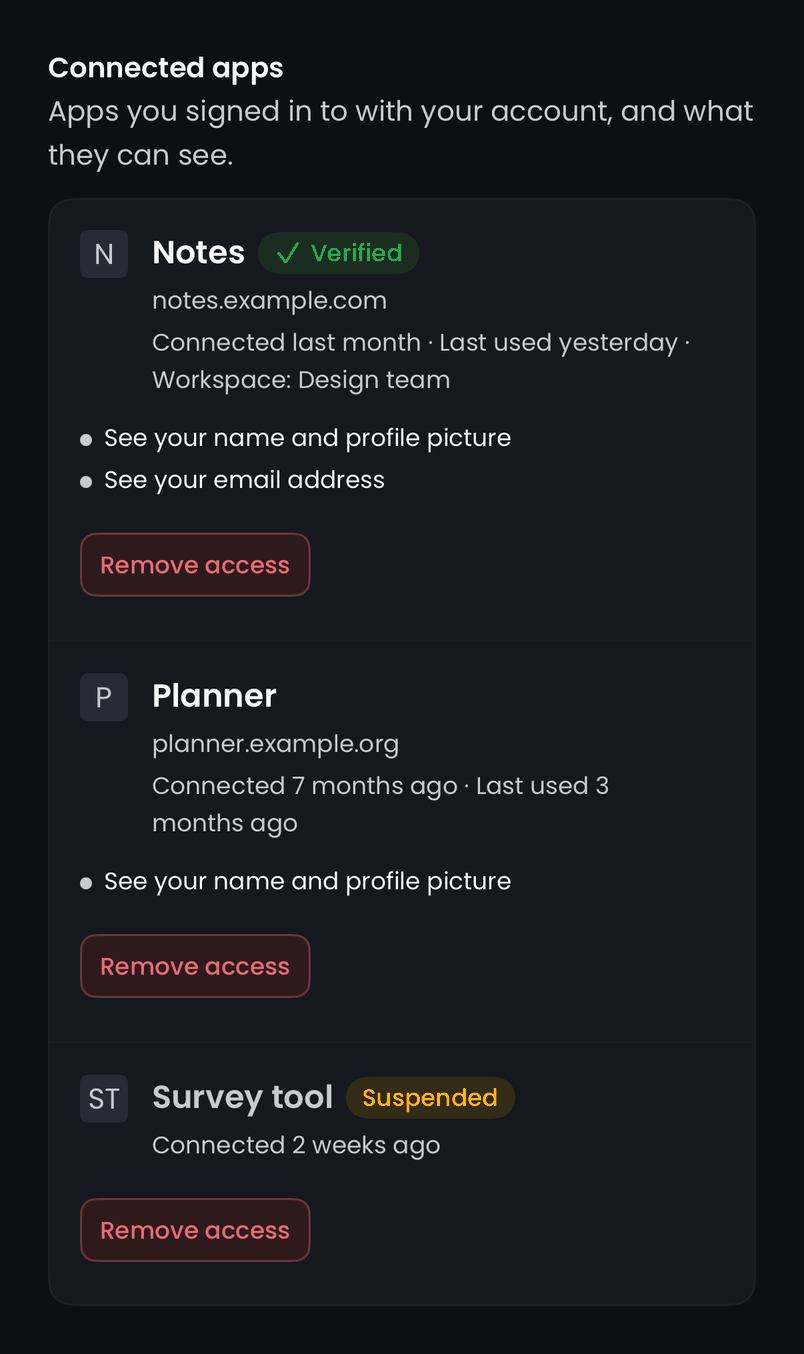 Connected apps
Apps you signed in to with your account, and what
they can see.
N
Notes
✓ Verified
notes.example.com
Connected last month · Last used yesterday ·
Workspace: Design team
See your name and profile picture
See your email address
Remove access
P
Planner
planner.example.org
Connected 7 months ago · Last used 3
months ago
See your name and profile picture
Remove access
ST
Survey tool
Suspended
Connected 2 weeks ago
Remove access